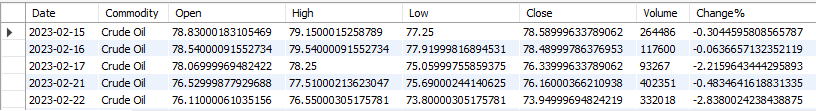 Date Commodity Open High Low Close Volume Change%
2023-02-15 Crude Oil 78.83000183105469 79.1500015258789 77.25 78.58999633789062 264486 -0.3044595808565787
2023-02-16 Crude Oil 78.54000091552734 79.54000091552734 77.91999816894531 78.48999786376953 117600 -0.0636657132352119
2023-02-17 Crude Oil 78.06999969482422 78.25 75.05999755859375 76.33999633789062 93267 -2.2159643444295893
2023-02-21 Crude Oil 76.52999877929688 77.51000213623047 75.69000244140625 76.16000366210938 402351 -0.4834641618831335
2023-02-22 Crude Oil 76.11000061035156 76.55000305175781 73.80000305175781 73.94999694824219 332018 -2.8380024238438875